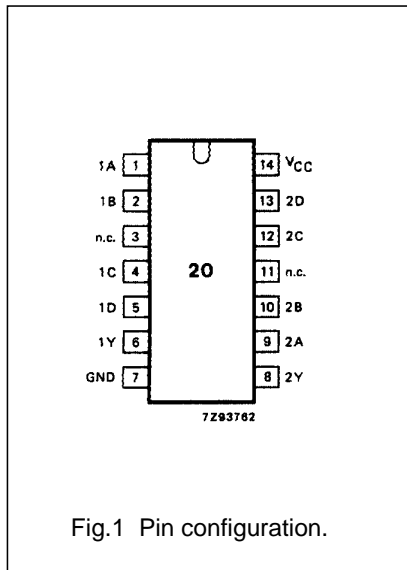 1A 1 14 VCC
1B 2 13 2D
n.c. 3 12 2C
1C 4 20 11 n.c.
1D 5 10 2B
1Y 6 9 2A
GND 7 8 2Y
7Z93762
Fig.1 Pin configuration.